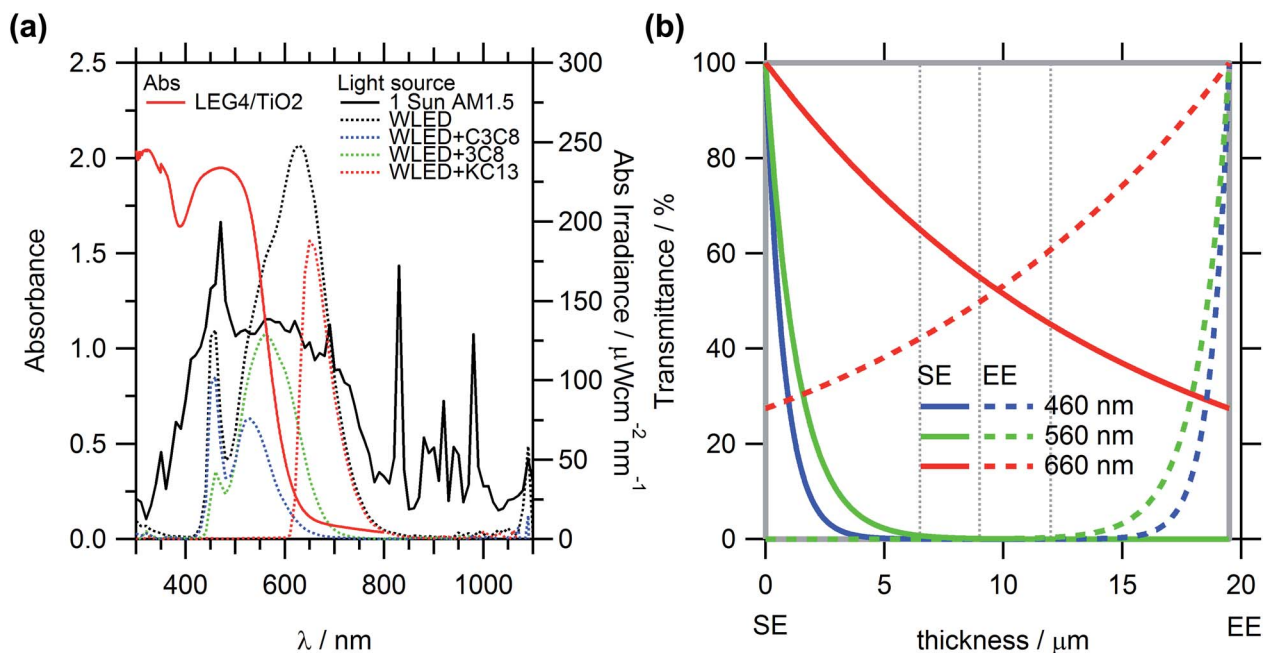 (a)
2.5
2.0
1.5
1.0
0.5
0.0
Absorbance
300
250
200
150
100
50
0
Abs Irradiance / μWcm-2 nm-1
400
600
800
1000
λ / nm
Abs
LEG4/TiO2
Light source
1 Sun AM1.5
WLED
WLED+C3C8
WLED+3C8
WLED+KC13
(b)
100
80
60
40
20
0
Transmittance / %
SE EE
460 nm
560 nm
660 nm
0
5
10
15
20
SE
thickness / μm
EE